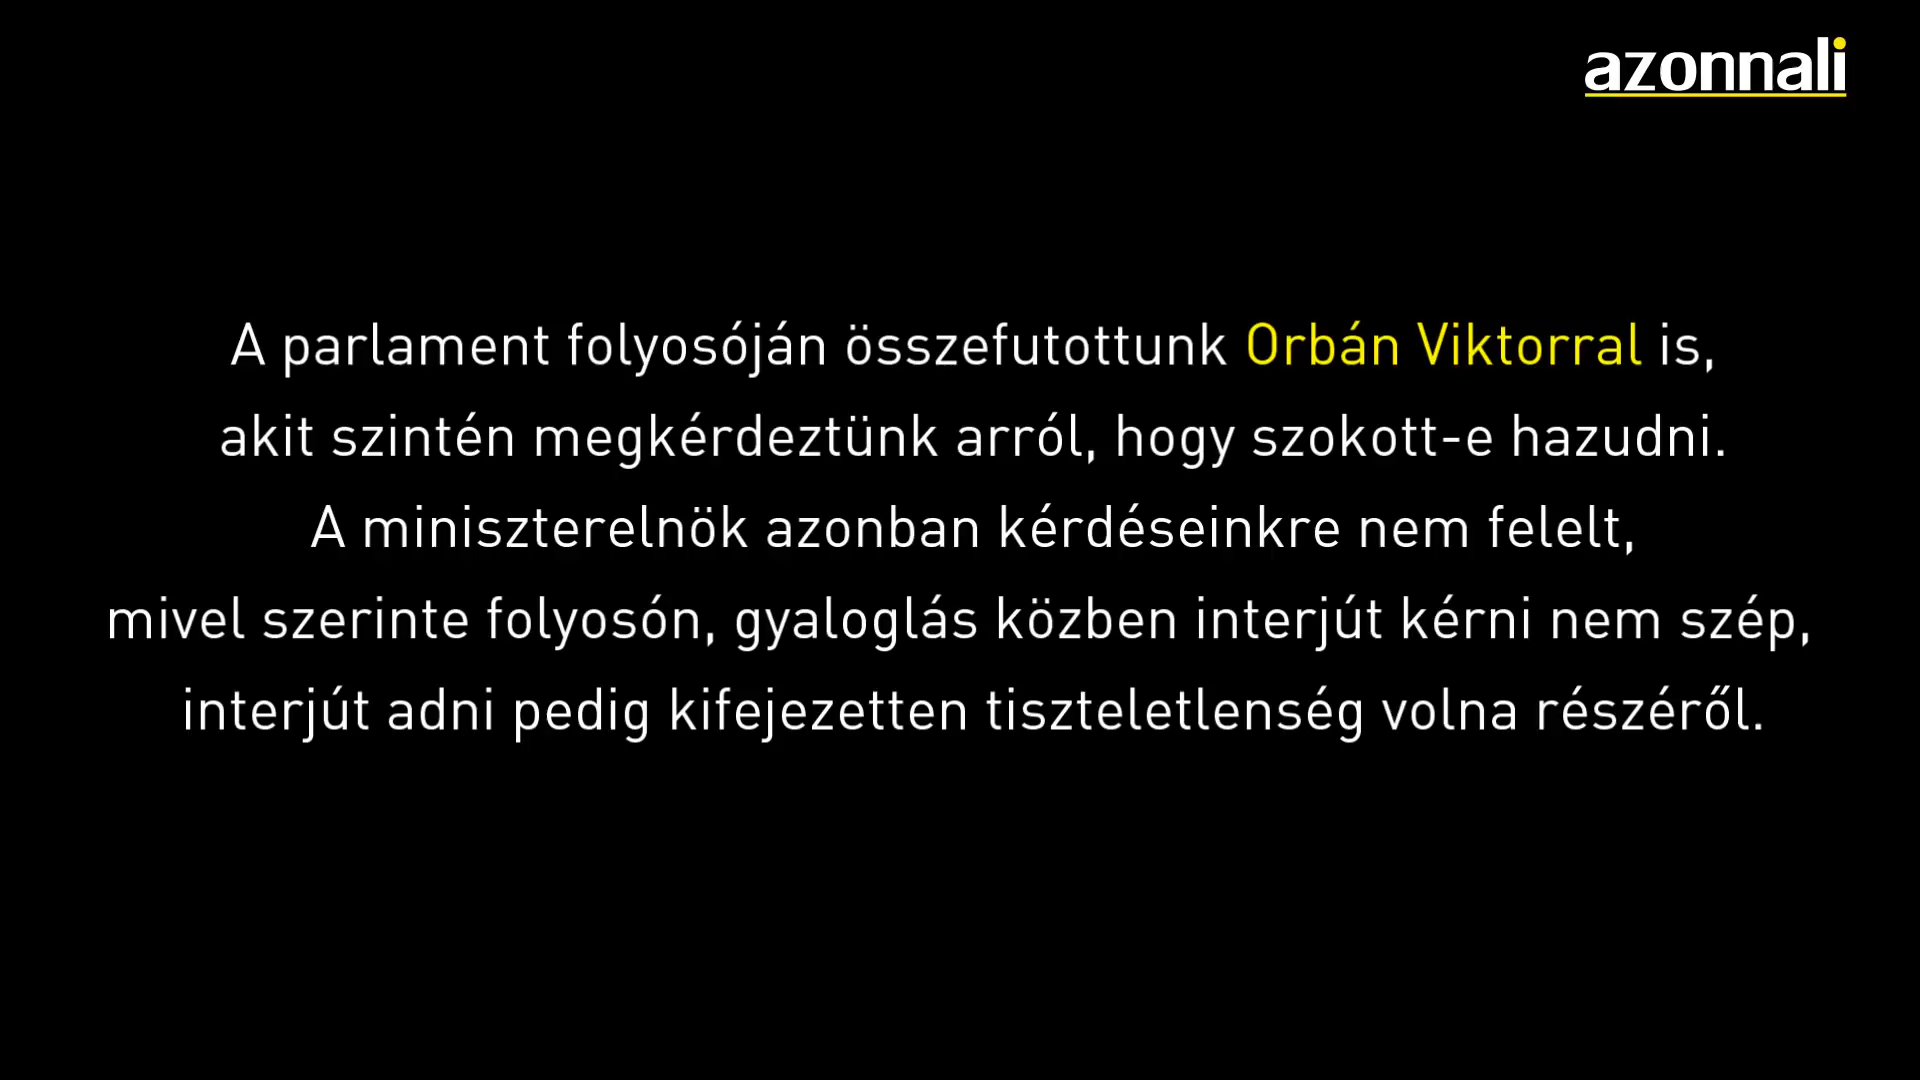 azonnali
A parlament folyosóján összefutottunk Orbán Viktorral is,
akit szintén megkérdeztünk arról, hogy szokott-e hazudni.
A miniszterelnök azonban kérdéseinkre nem felelt,
mivel szerinte folyosón, gyaloglás közben interjút kérni nem szép,
interjút adni pedig kifejezetten tiszteletlenség volna részéről.